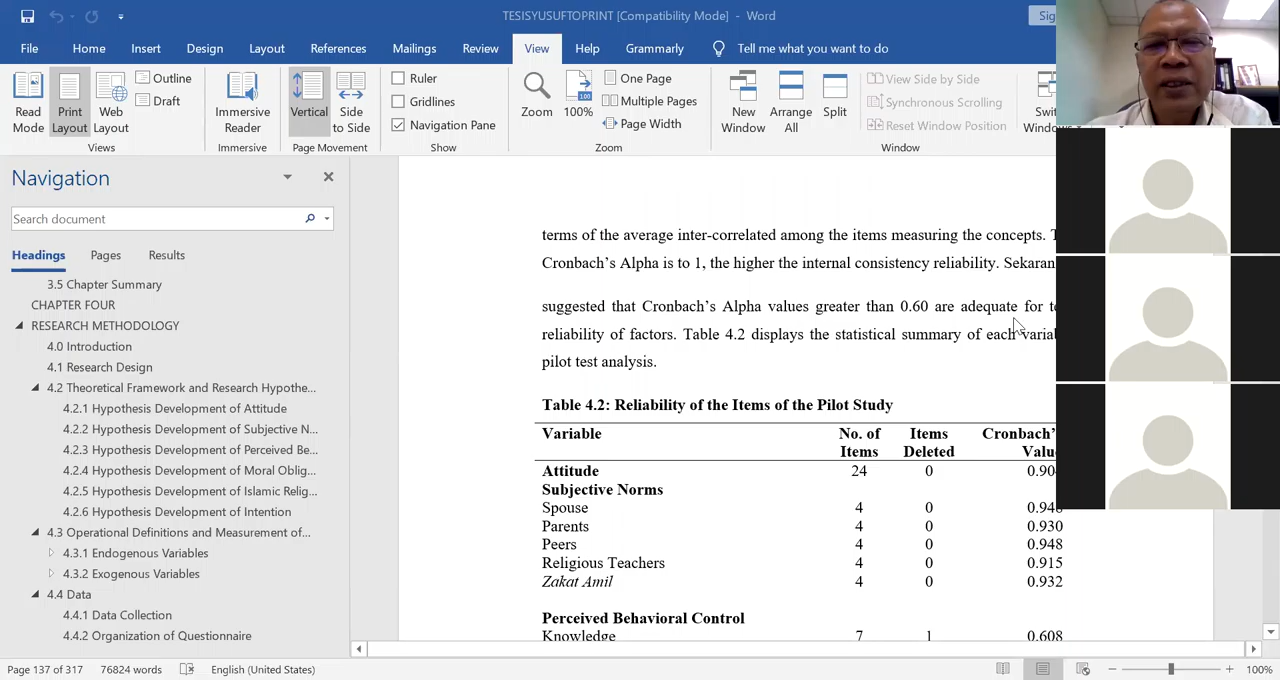 TESISYUSUFTOPRINT [Compatibility Mode] - Word
File Home Insert Design Layout References Mailings Review View Help Grammarly Tell me what you want to do
Read Mode
Print Layout
Web Layout
Outline
Draft
Views
Immersive Reader
Immersive
Vertical
Side to Side
Page Movement
Ruler
Gridlines
Navigation Pane
Show
Zoom
100%
One Page
Multiple Pages
Page Width
Zoom
New Window
Arrange All
Split
View Side by Side
Synchronous Scrolling
Reset Window Position
Window
Navigation
Search document
Headings Pages Results
3.5 Chapter Summary
CHAPTER FOUR
RESEARCH METHODOLOGY
4.0 Introduction
4.1 Research Design
4.2 Theoretical Framework and Research Hypothe...
4.2.1 Hypothesis Development of Attitude
4.2.2 Hypothesis Development of Subjective N...
4.2.3 Hypothesis Development of Perceived Be...
4.2.4 Hypothesis Development of Moral Oblig...
4.2.5 Hypothesis Development of Islamic Relig...
4.2.6 Hypothesis Development of Intention
4.3 Operational Definitions and Measurement of...
4.3.1 Endogenous Variables
4.3.2 Exogenous Variables
4.4 Data
4.4.1 Data Collection
4.4.2 Organization of Questionnaire
terms of the average inter-correlated among the items measuring the concepts.
Cronbach's Alpha is to 1, the higher the internal consistency reliability.
suggested that Cronbach's Alpha values greater than 0.60 are adequate for
reliability of factors. Table 4.2 displays the statistical summary of each
pilot test analysis.
Table 4.2: Reliability of the Items of the Pilot Study
Variable No. of Items Items Deleted Cronbach's
Attitude 24 0
Subjective Norms
Spouse 4 0
Parents 4 0 0.930
Peers 4 0 0.948
Religious Teachers 4 0 0.915
Zakat Amil 4 0 0.932
Perceived Behavioral Control
Knowledge 7 1 0.608
Page 137 of 317 76824 words English (United States) 100%